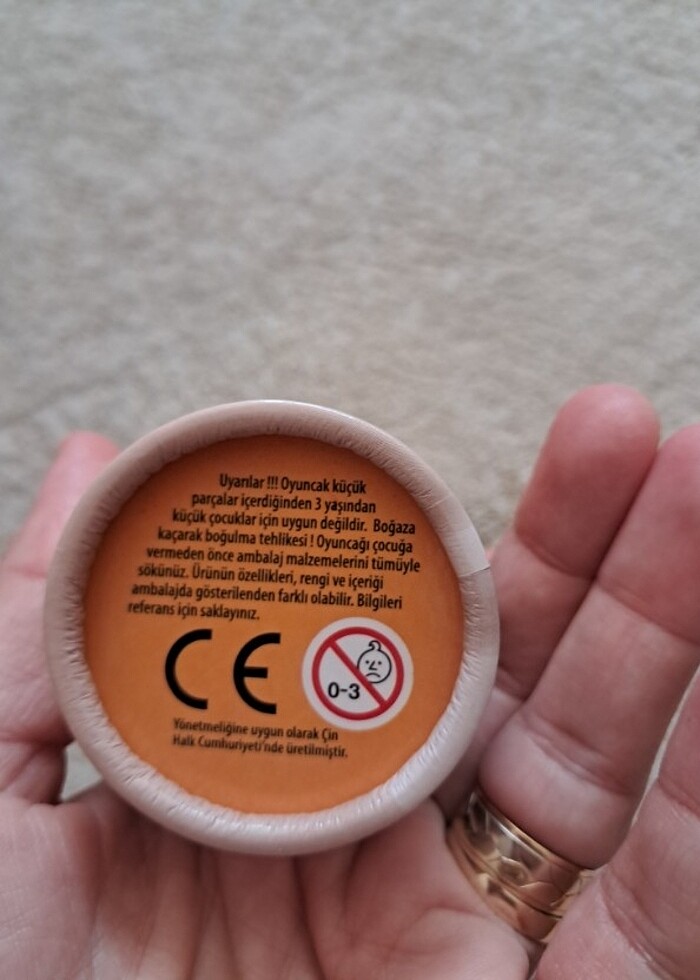 Uyarılar !!! Oyuncak küçük
parçalar içerdiğinden 3 yaşından
küçük çocuklar için uygun değildir. Boğaza
kaçarak boğulma tehlikesi ! Oyuncağı çocuğa
vermeden önce ambalaj malzemelerini tümüyle
sökünüz. Ürünün özellikleri, rengi ve içeriği
ambalajda gösterilenden farklı olabilir. Bilgileri
referans için saklayınız.
CE
0-3
Yönetmeliğine uygun olarak Çin
Halk Cumhuriyeti'nde üretilmiştir.